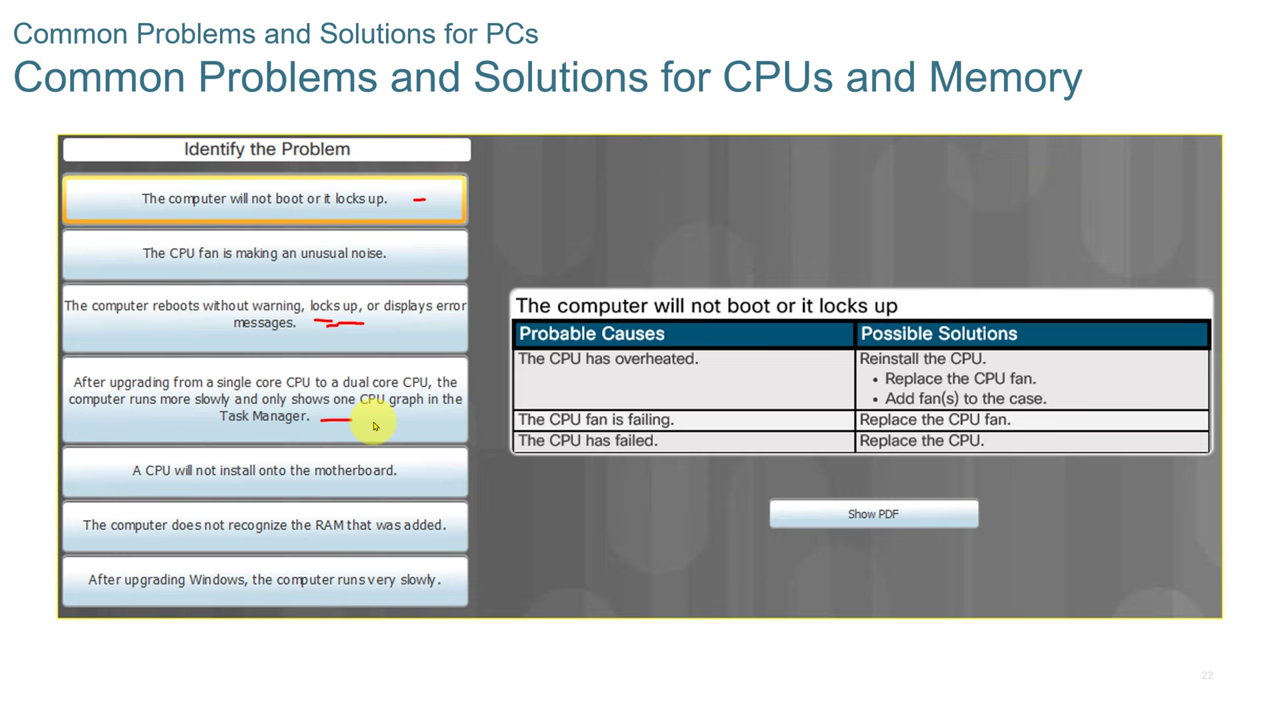 Common Problems and Solutions for PCs
Common Problems and Solutions for CPUs and Memory
Identify the Problem
The computer will not boot or it locks up.
The CPU fan is making an unusual noise.
The computer reboots without warning, locks up, or displays error
messages.
After upgrading from a single core CPU to a dual core CPU, the
computer runs more slowly and only shows one CPU graph in the
Task Manager.
A CPU will not install onto the motherboard.
The computer does not recognize the RAM that was added.
After upgrading Windows, the computer runs very slowly.
The computer will not boot or it locks up
Probable Causes
Possible Solutions
The CPU has overheated.
Reinstall the CPU.
• Replace the CPU fan.
• Add fan(s) to the case.
The CPU fan is failing.
Replace the CPU fan.
The CPU has failed.
Replace the CPU.
Show PDF
22